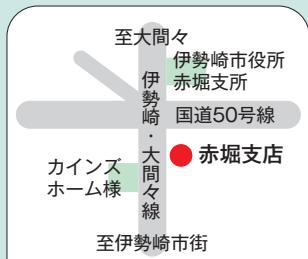 至大間々
伊勢崎市役所
赤堀支所
伊勢崎・大間々線
国道50号線
赤堀支店
カインズ
ホーム様
至伊勢崎市街